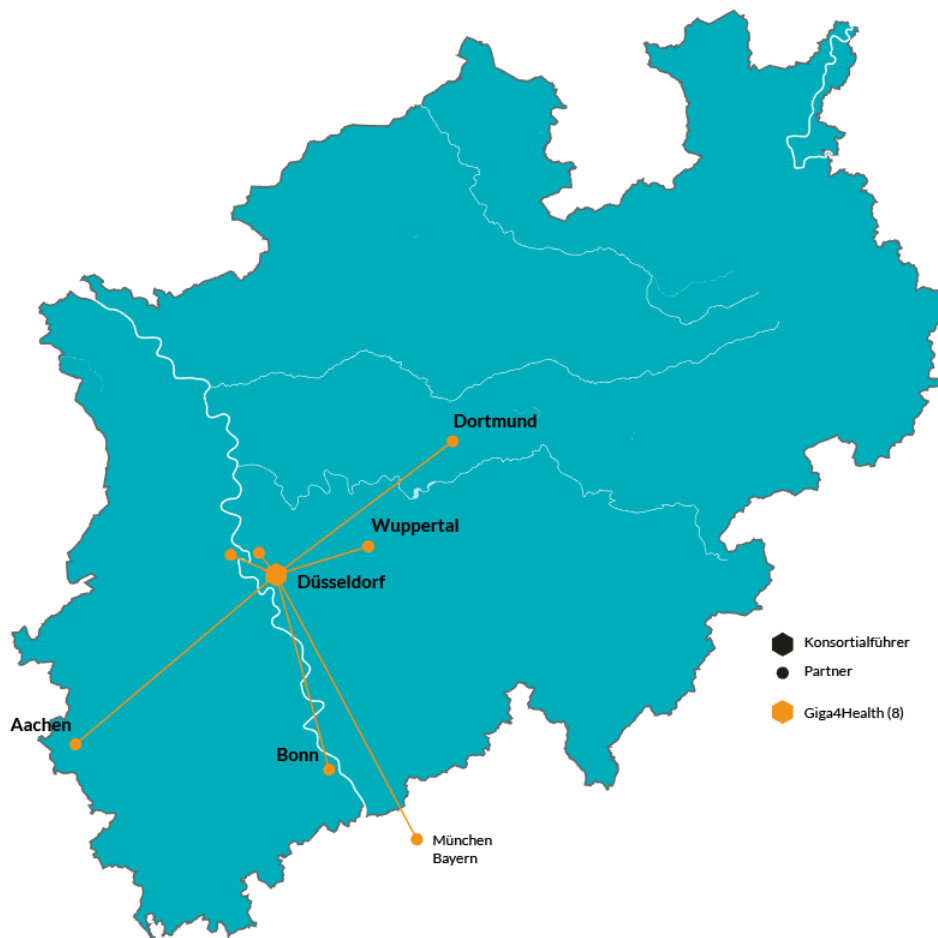 Dortmund
Wuppertal
Düsseldorf
Konsortialführer
Partner
Giga4Health (8)
Aachen
Bonn
München
Bayern